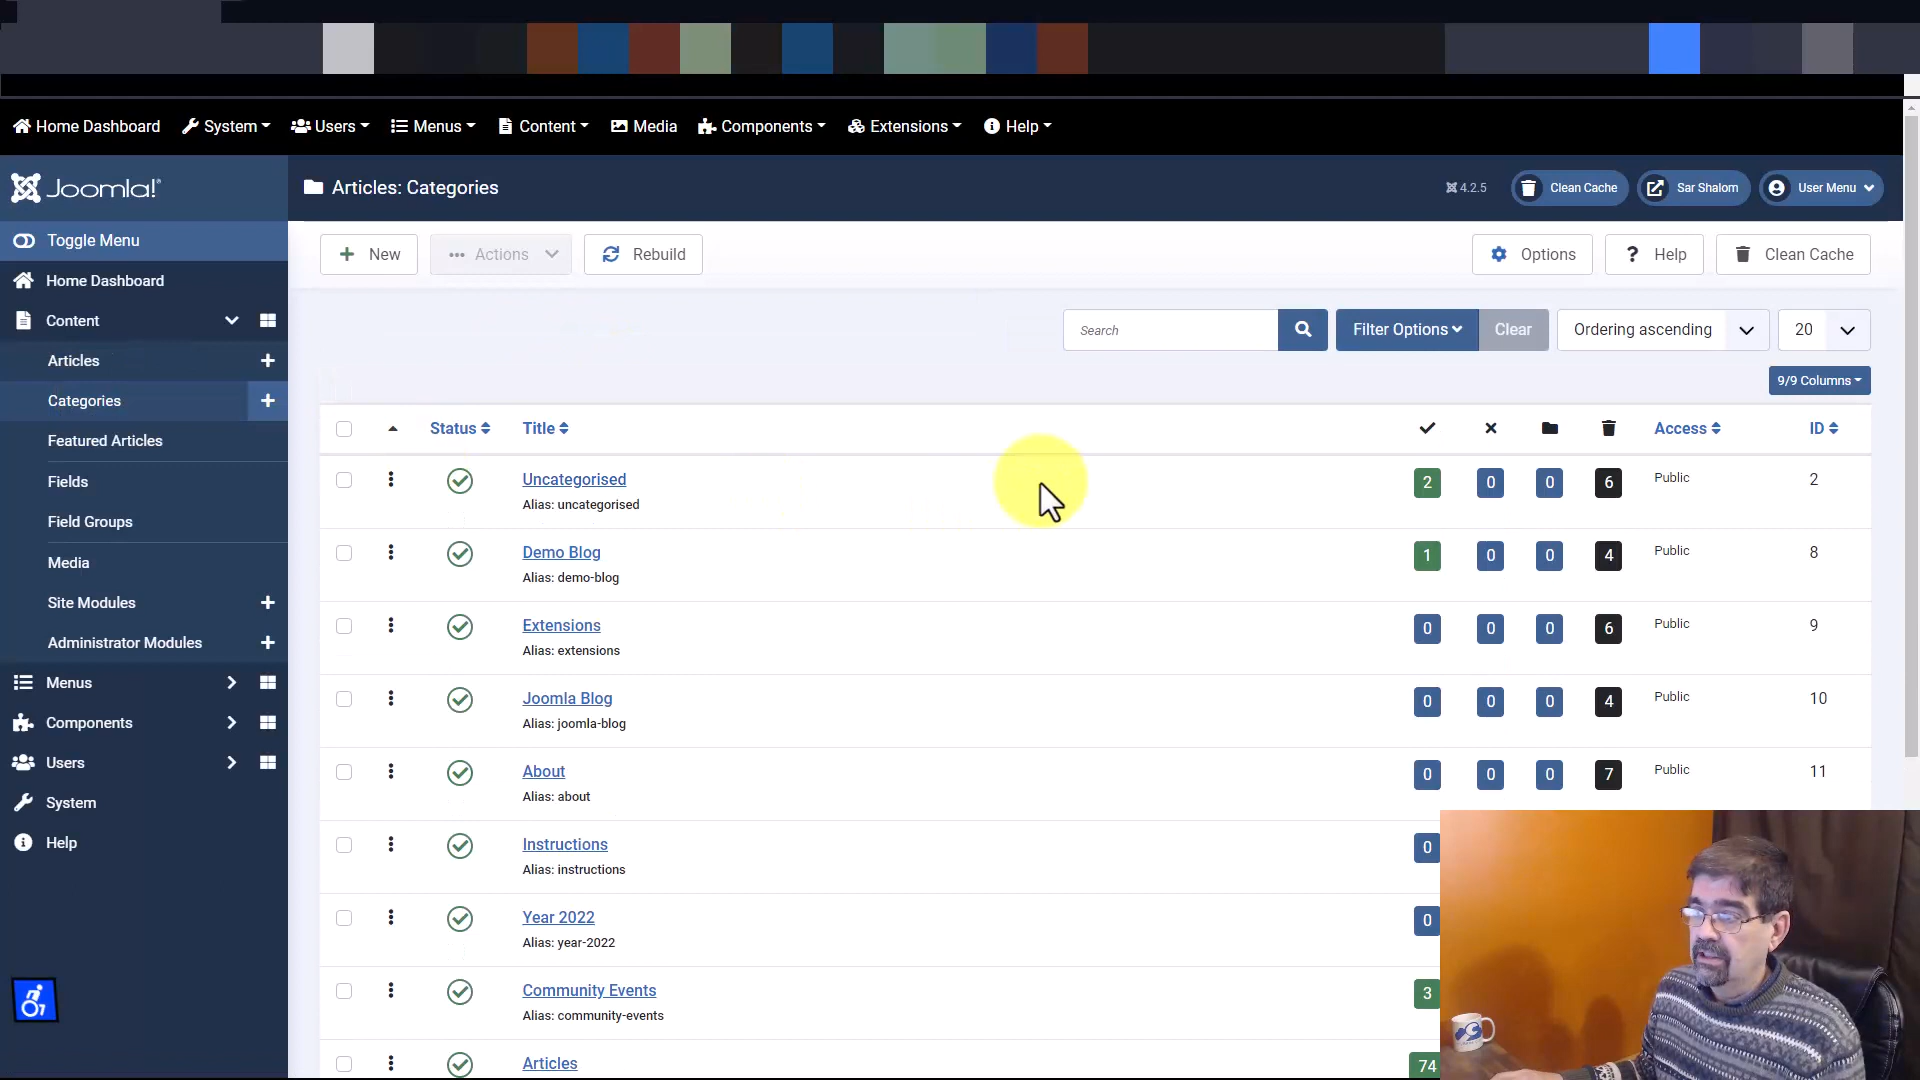 Home Dashboard System Users Menus Content Media Components Extensions Help
Joomla!® Articles: Categories 4.2.5 Clean Cache Sar Shalom User Menu
Toggle Menu
Home Dashboard
Content
Articles
Categories
Featured Articles
Fields
Field Groups
Media
Site Modules
Administrator Modules
Menus
Components
Users
System
Help
New Actions Rebuild Options ? Help Clean Cache
Search Filter Options Clear Ordering ascending 20
9/9 Columns
Status Title Access ID
Uncategorised 2 0 0 6 Public 2
Alias: uncategorised
Demo Blog 1 0 0 4 Public 8
Alias: demo-blog
Extensions 0 0 0 6 Public 9
Alias: extensions
Joomla Blog 0 0 0 4 Public 10
Alias: joomla-blog
About 0 0 0 7 Public 11
Alias: about
Instructions 0
Alias: instructions
Year 2022 0
Alias: year-2022
Community Events 3
Alias: community-events
Articles 74